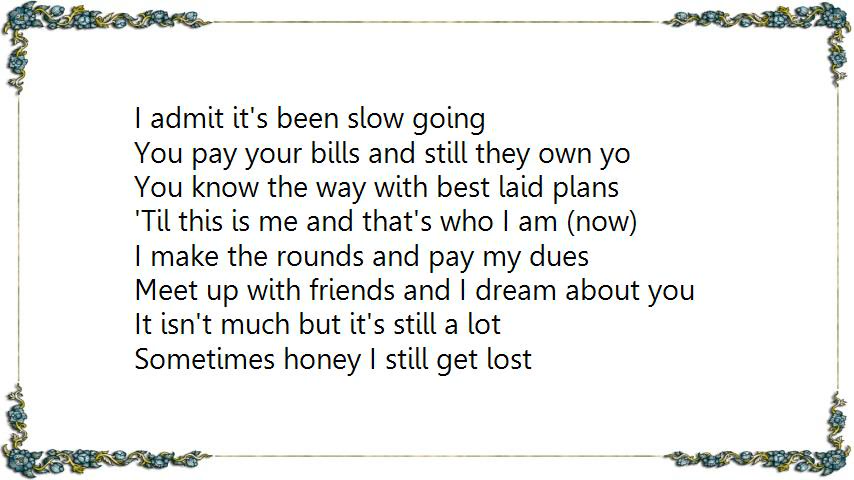 I admit it's been slow going
You pay your bills and still they own yo
You know the way with best laid plans
'Til this is me and that's who I am (now)
I make the rounds and pay my dues
Meet up with friends and I dream about you
It isn't much but it's still a lot
Sometimes honey I still get lost